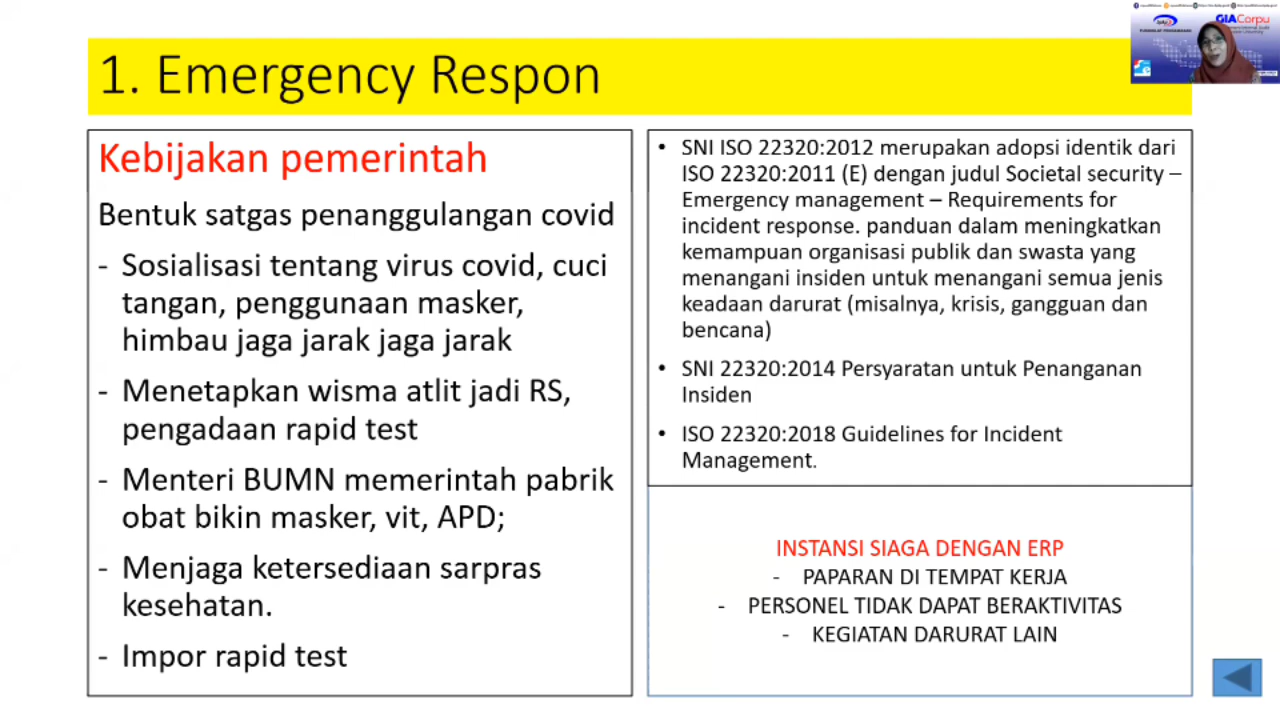 GIACorpu
1. Emergency Respon
Kebijakan pemerintah
Bentuk satgas penanggulangan covid
- Sosialisasi tentang virus covid, cuci
tangan, penggunaan masker,
himbau jaga jarak jaga jarak
- Menetapkan wisma atlit jadi RS,
pengadaan rapid test
- Menteri BUMN memerintah pabrik
obat bikin masker, vit, APD;
- Menjaga ketersediaan sarpras
kesehatan.
- Impor rapid test
• SNI ISO 22320:2012 merupakan adopsi identik dari
ISO 22320:2011 (E) dengan judul Societal security –
Emergency management – Requirements for
incident response. panduan dalam meningkatkan
kemampuan organisasi publik dan swasta yang
menangani insiden untuk menangani semua jenis
keadaan darurat (misalnya, krisis, gangguan dan
bencana)
• SNI 22320:2014 Persyaratan untuk Penanganan
Insiden
• ISO 22320:2018 Guidelines for Incident
Management.
INSTANSI SIAGA DENGAN ERP
- PAPARAN DI TEMPAT KERJA
- PERSONEL TIDAK DAPAT BERAKTIVITAS
- KEGIATAN DARURAT LAIN